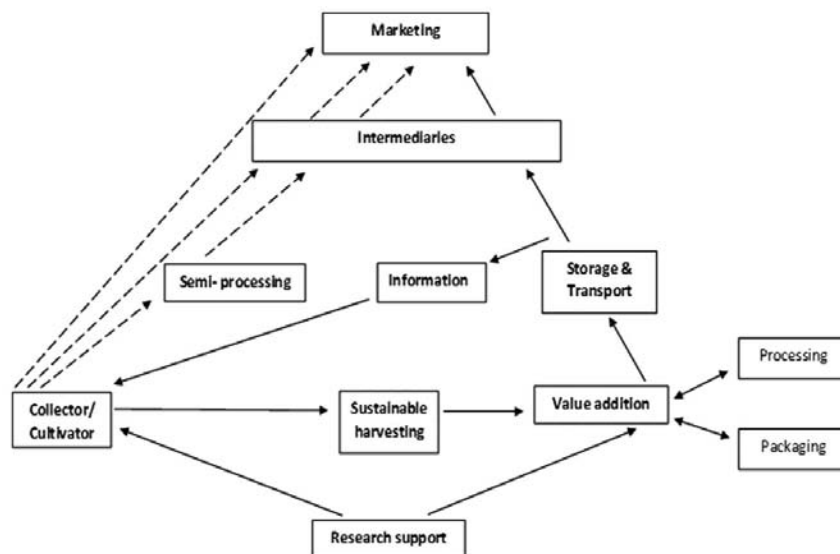 Marketing
Intermediaries
Semi- processing
Information
Storage &
Transport
Processing
Collector/
Cultivator
Sustainable
harvesting
Value addition
Packaging
Research support